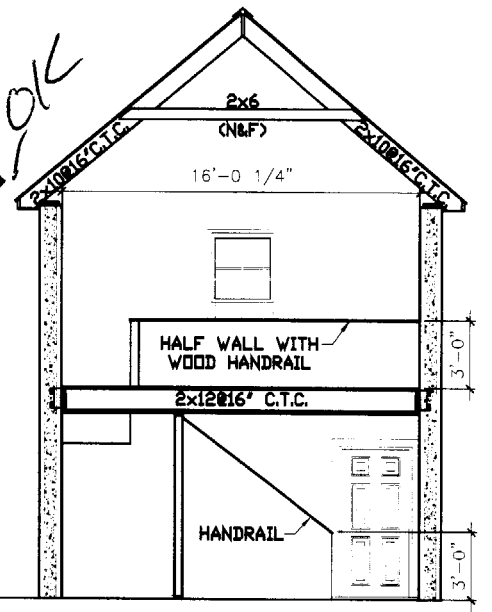 OK
2x6
(N&F)
2x10@16"C.T.C.
2x10@16"C.T.C.
16'-0 1/4"
HALF WALL WITH
WOOD HANDRAIL
3'-0"
2x12@16" C.T.C.
HANDRAIL
3'-0"